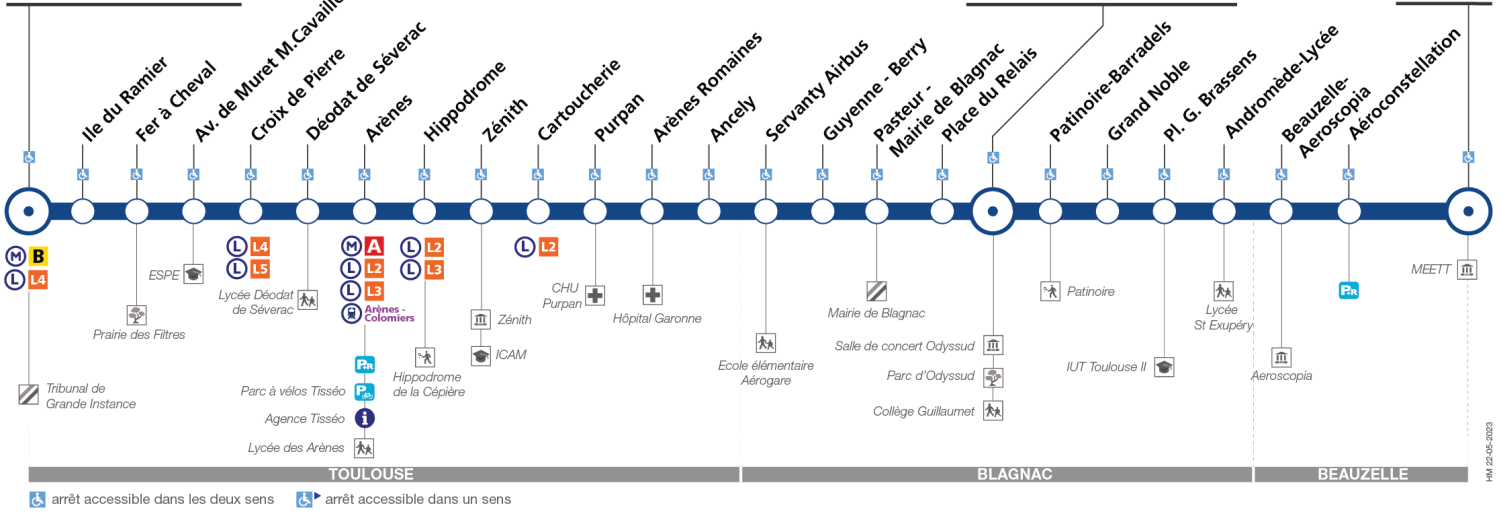 Ile du Ramier
Fer à Cheval
Av. de Muret M.Cavaillé
Croix de Pierre
Déodat de Séverac
Arènes
Hippodrome
Zénith
Cartoucherie
Purpan
Arènes Romaines
Ancely
Servanty Airbus
Guyenne - Berry
Pasteur -
Mairie de Blagnac
Place du Relais
Patinoire-Barradels
Grand Noble
Pl. G. Brassens
Andromède-Lycée
Beauzelle-
Aeroscopia
Aéroconstellation
M B
L L4
L L4
L L5
M A
L L2
L L3
Arènes -
Colomiers
L L2
L L3
L L2
ESPE
Prairie des Filtres
Lycée Déodat
de Séverac
Tribunal de
Grande Instance
P+R
Parc à vélos Tisséo
P
Agence Tisséo
i
Lycée des Arènes
Hippodrome
de la Cépière
Zénith
ICAM
CHU
Purpan
Hôpital Garonne
Ecole élémentaire
Aérogare
Mairie de Blagnac
Salle de concert Odyssud
Parc d'Odyssud
Collège Guillaumet
Patinoire
IUT Toulouse II
Lycée
St Exupéry
Aeroscopia
P+R
MEETT
TOULOUSE
BLAGNAC
BEAUZELLE
arrêt accessible dans les deux sens
arrêt accessible dans un sens
HM 22-05-2023